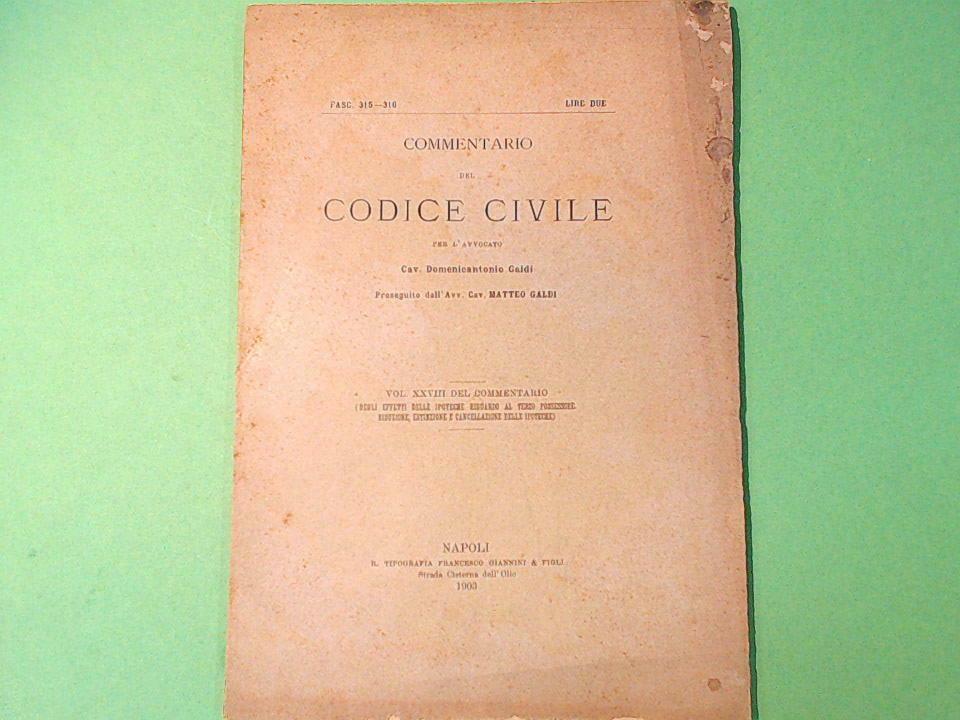 FASC. 315—316 LIRE DUE
COMMENTARIO
DEL
CODICE CIVILE
PER L'AVVOCATO
Cav. Domenicantonio Galdi
Proseguito dall'Avv. Cav. MATTEO GALDI
VOL. XXVIII DEL COMMENTARIO
(DEGLI EFFETTI DELLE IPOTECHE RIGUARDO AL TERZO POSSESSORE.
RIDUZIONE, ESTINZIONE E CANCELLAZIONE DELLE IPOTECHE)
NAPOLI
R. TIPOGRAFIA FRANCESCO GIANNINI & FIGLI
Strada Cisterna dell'Olio
1903